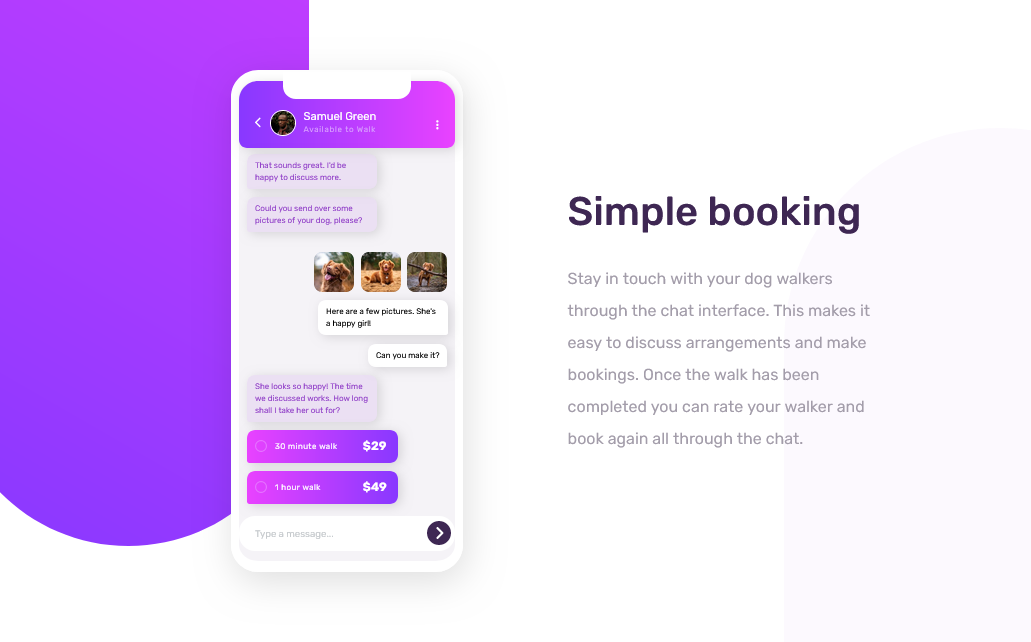 Samuel Green
Available to Walk
That sounds great. I'd be
happy to discuss more.
Could you send over some
pictures of your dog, please?
Here are a few pictures. She's
a happy girl!
Can you make it?
She looks so happy! The time
we discussed works. How long
shall I take her out for?
30 minute walk $29
1 hour walk $49
Type a message...
Simple booking
Stay in touch with your dog walkers
through the chat interface. This makes it
easy to discuss arrangements and make
bookings. Once the walk has been
completed you can rate your walker and
book again all through the chat.